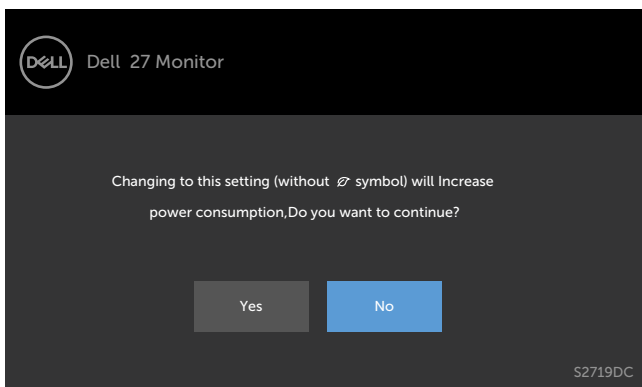 DELL
Dell 27 Monitor
Changing to this setting (without symbol) will Increase
power consumption,Do you want to continue?
Yes
No
S2719DC